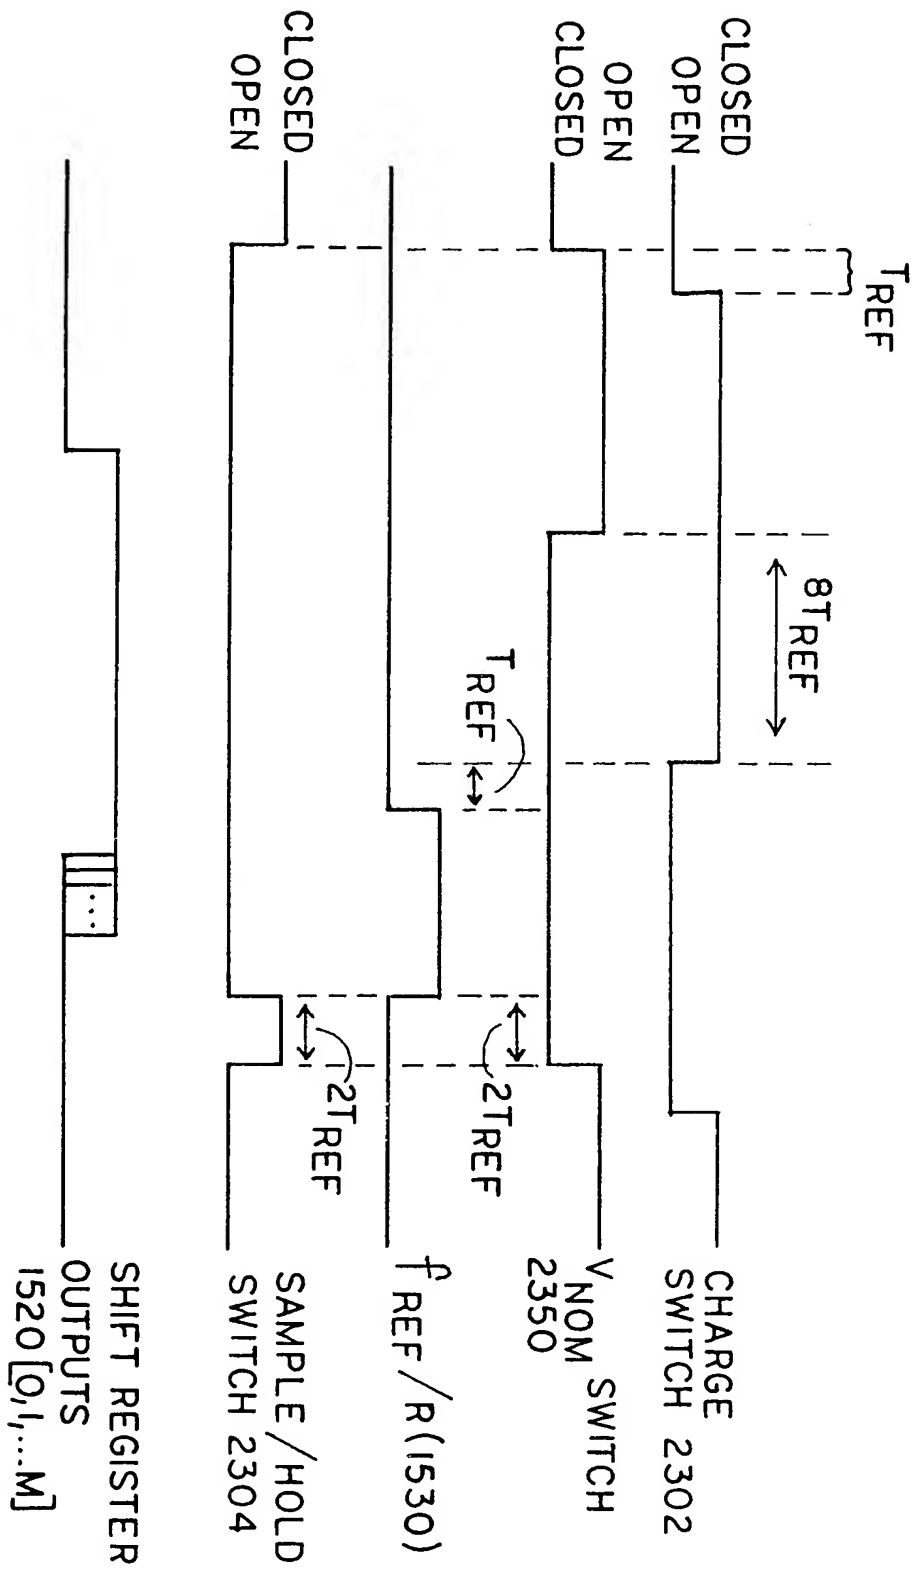 T REF
8T REF
CLOSED
OPEN
CHARGE
SWITCH 2302
OPEN
CLOSED
V NOM SWITCH
2350
T REF
2T REF
f REF/R(1530)
2T REF
CLOSED
OPEN
SAMPLE/HOLD
SWITCH 2304
...
SHIFT REGISTER
OUTPUTS
1520[0,1,...M]